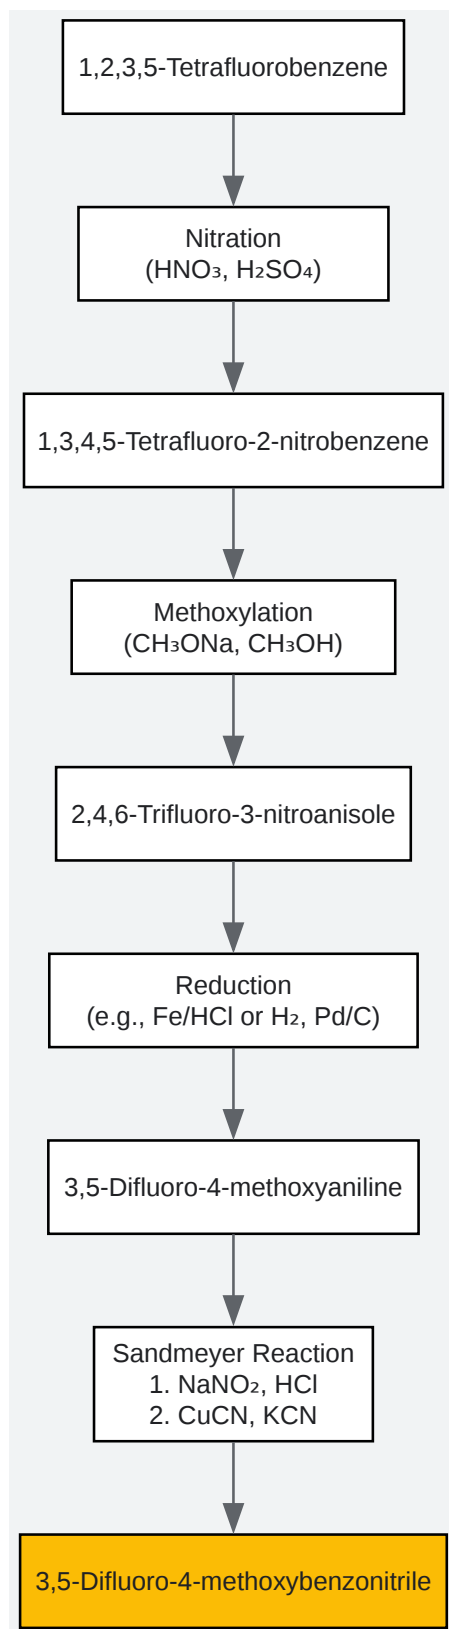 1,2,3,5-Tetrafluorobenzene
Nitration
(HNO₃, H₂SO₄)
1,3,4,5-Tetrafluoro-2-nitrobenzene
Methoxylation
(CH₃ONa, CH₃OH)
2,4,6-Trifluoro-3-nitroanisole
Reduction
(e.g., Fe/HCl or H₂, Pd/C)
3,5-Difluoro-4-methoxyaniline
Sandmeyer Reaction
1. NaNO₂, HCl
2. CuCN, KCN
3,5-Difluoro-4-methoxybenzonitrile